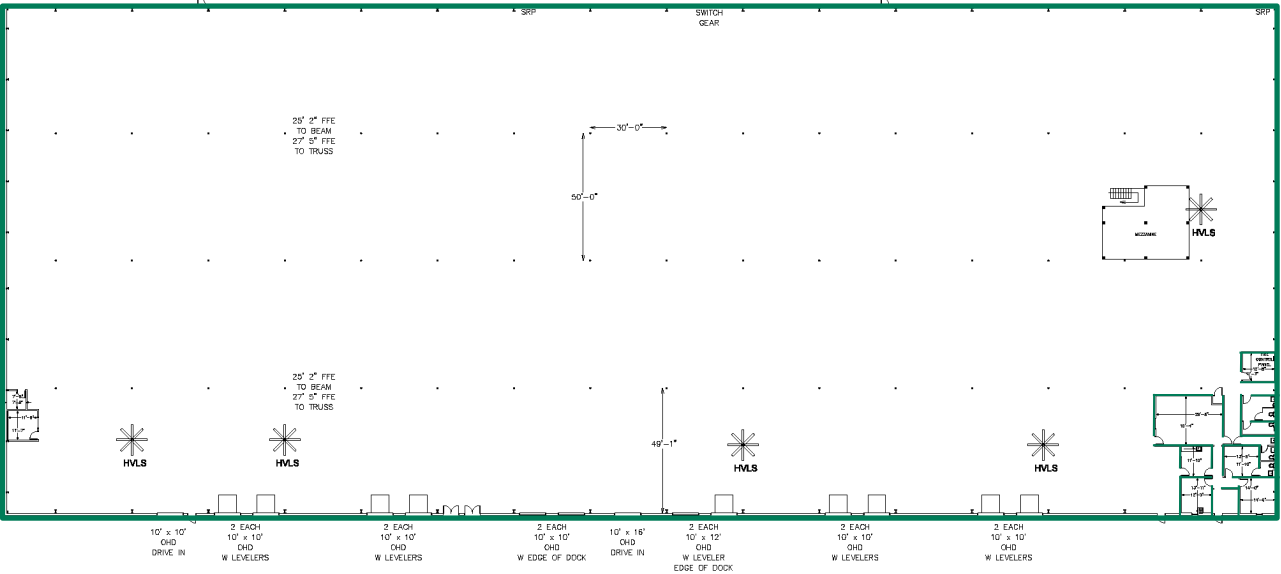 SRP
SWITCH
GEAR
SRP
25' 2" FFE
TO BEAM
27' 5" FFE
TO TRUSS
30'-0"
50'-0"
MEZZANINE
HVLS
25' 2" FFE
TO BEAM
27' 5" FFE
TO TRUSS
49'-1"
HVLS
HVLS
HVLS
HVLS
10' x 10'
OHD
DRIVE IN
2 EACH
10' x 10'
OHD
W LEVELERS
2 EACH
10' x 10'
OHD
W LEVELERS
2 EACH
10' x 10'
OHD
W EDGE OF DOCK
10' x 16'
OHD
DRIVE IN
2 EACH
10' x 12'
OHD
W LEVELER
EDGE OF DOCK
2 EACH
10' x 10'
OHD
W LEVELERS
2 EACH
10' x 10'
OHD
W LEVELERS